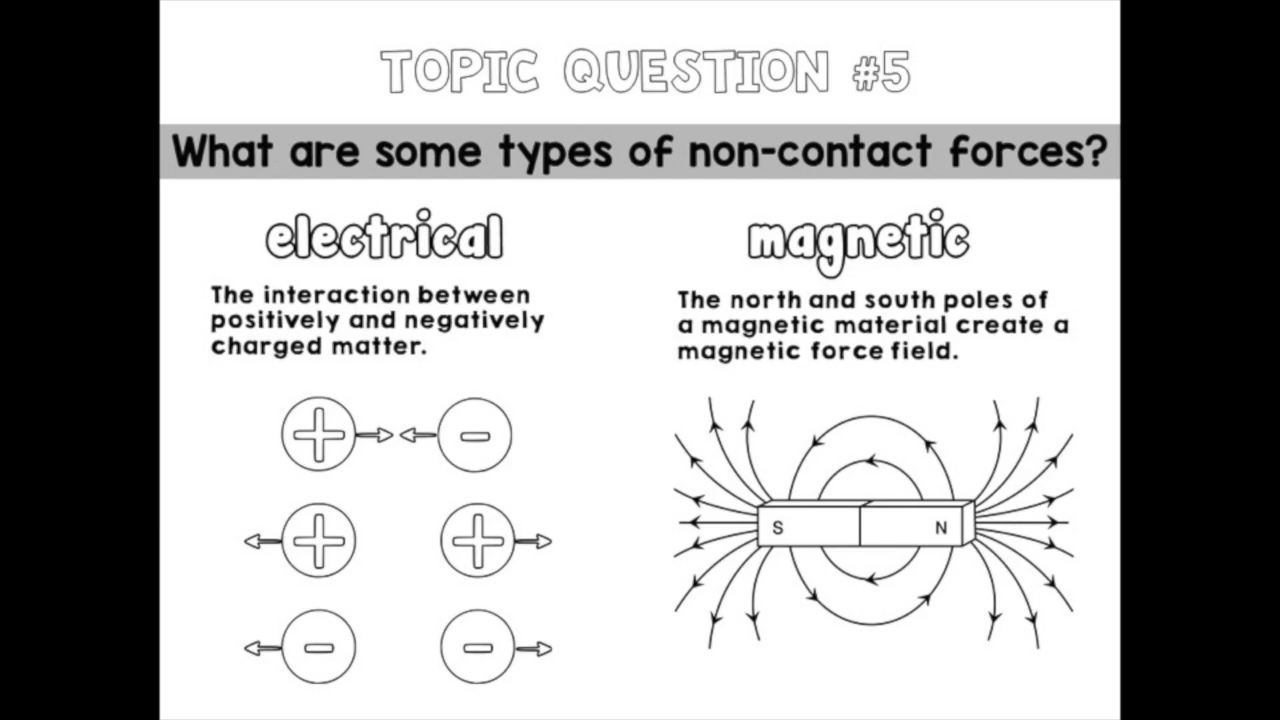 TOPIC QUESTION #5
What are some types of non-contact forces?
electrical
The interaction between
positively and negatively
charged matter.
+ -
+ +
- -
magnetic
The north and south poles of
a magnetic material create a
magnetic force field.
S N